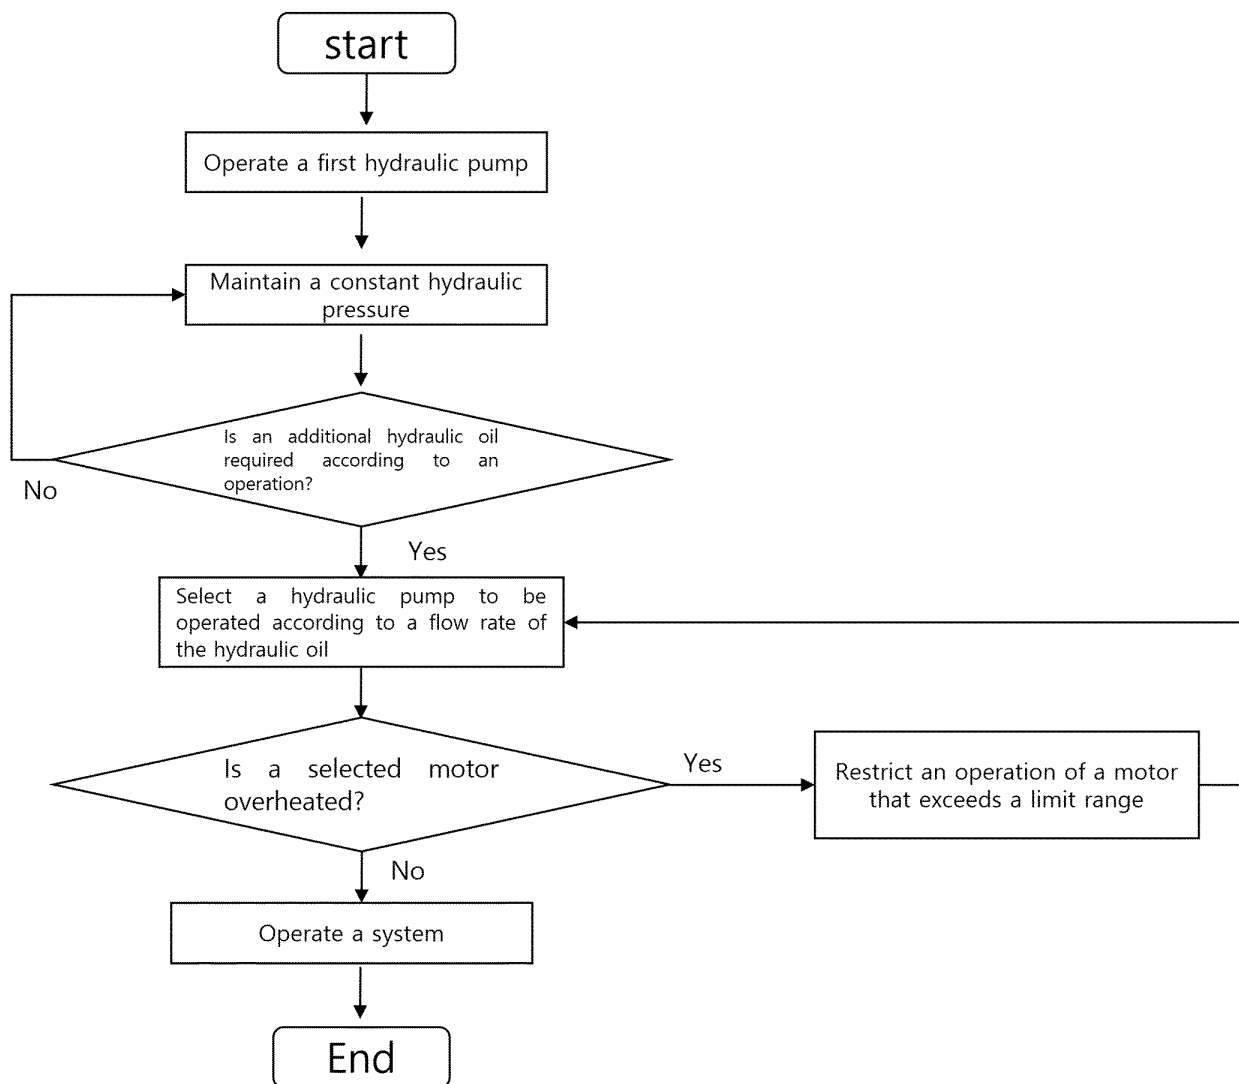 start
Operate a first hydraulic pump
Maintain a constant hydraulic
pressure
Is an additional hydraulic oil
required according to an
operation?
No
Yes
Select a hydraulic pump to be
operated according to a flow rate of
the hydraulic oil
Is a selected motor
overheated?
Yes
Restrict an operation of a motor
that exceeds a limit range
No
Operate a system
End